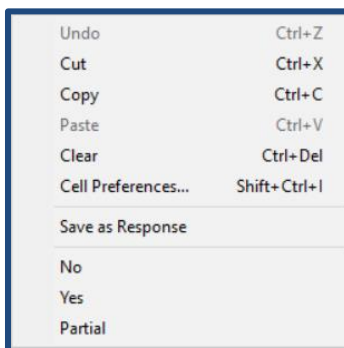 Undo Ctrl+Z
Cut Ctrl+X
Copy Ctrl+C
Paste Ctrl+V
Clear Ctrl+Del
Cell Preferences... Shift+Ctrl+I
Save as Response
No
Yes
Partial